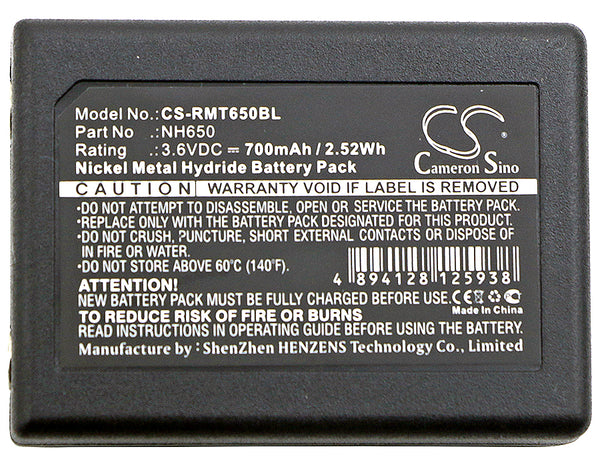 Model No.: CS-RMT650BL
Part No : NH650
Rating : 3.6VDC ⎓ 700mAh / 2.52Wh
Nickel Metal Hydride Battery Pack
CS
Cameron Sino
CAUTION WARRANTY VOID IF LABEL IS REMOVED
*DO NOT ATTEMPT TO DISASSEMBLE, OPEN OR SERVICE THE BATTERY PACK.
*REPLACE ONLY WITH THE BATTERY PACK DESIGNATED FOR THIS PRODUCT.
*DO NOT CRUSH, PUNCTURE, SHORT EXTERNAL CONTACTS OR DISPOSE
OF IN FIRE OR WATER.
*DO NOT STORE ABOVE 60°C (140°F)
4 894128 125938
ATTENTION!
NEW BATTERY PACK MUST BE FULLY CHARGED BEFORE USE
TO REDUCE RISK OF FIRE OR BURNS
READ INSTRUCTIONS IN OPERATING GUIDE BEFORE USE.
CE
Made In China
Manufacture by : ShenZhen HENZENS Technology Co., Limited